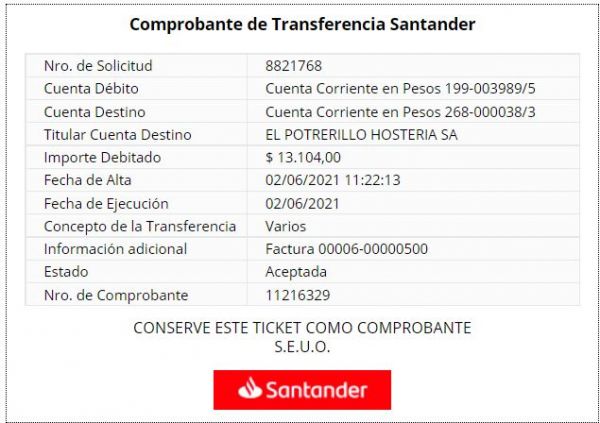 Comprobante de Transferencia Santander
Nro. de Solicitud 8821768
Cuenta Débito Cuenta Corriente en Pesos 199-003989/5
Cuenta Destino Cuenta Corriente en Pesos 268-000038/3
Titular Cuenta Destino EL POTRERILLO HOSTERIA SA
Importe Debitado $ 13.104,00
Fecha de Alta 02/06/2021 11:22:13
Fecha de Ejecución 02/06/2021
Concepto de la Transferencia Varios
Información adicional Factura 00006-00000500
Estado Aceptada
Nro. de Comprobante 11216329
CONSERVE ESTE TICKET COMO COMPROBANTE
S.E.U.O.
Santander